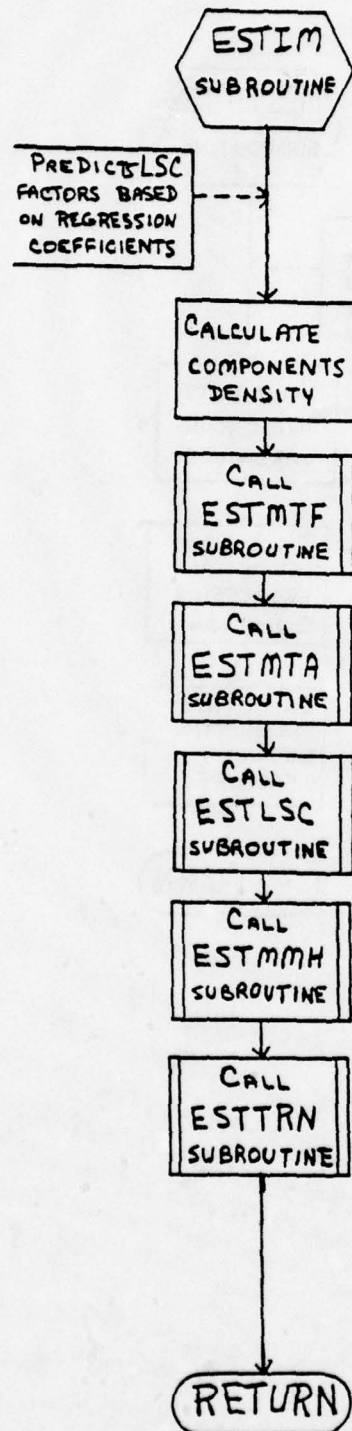 ESTIM
SUBROUTINE
PREDICTS LSC
FACTORS BASED
ON REGRESSION
COEFFICIENTS
CALCULATE
COMPONENTS
DENSITY
CALL
ESTMTF
SUBROUTINE
CALL
ESTMTA
SUBROUTINE
CALL
ESTLSC
SUBROUTINE
CALL
ESTMMH
SUBROUTINE
CALL
ESTTRN
SUBROUTINE
RETURN